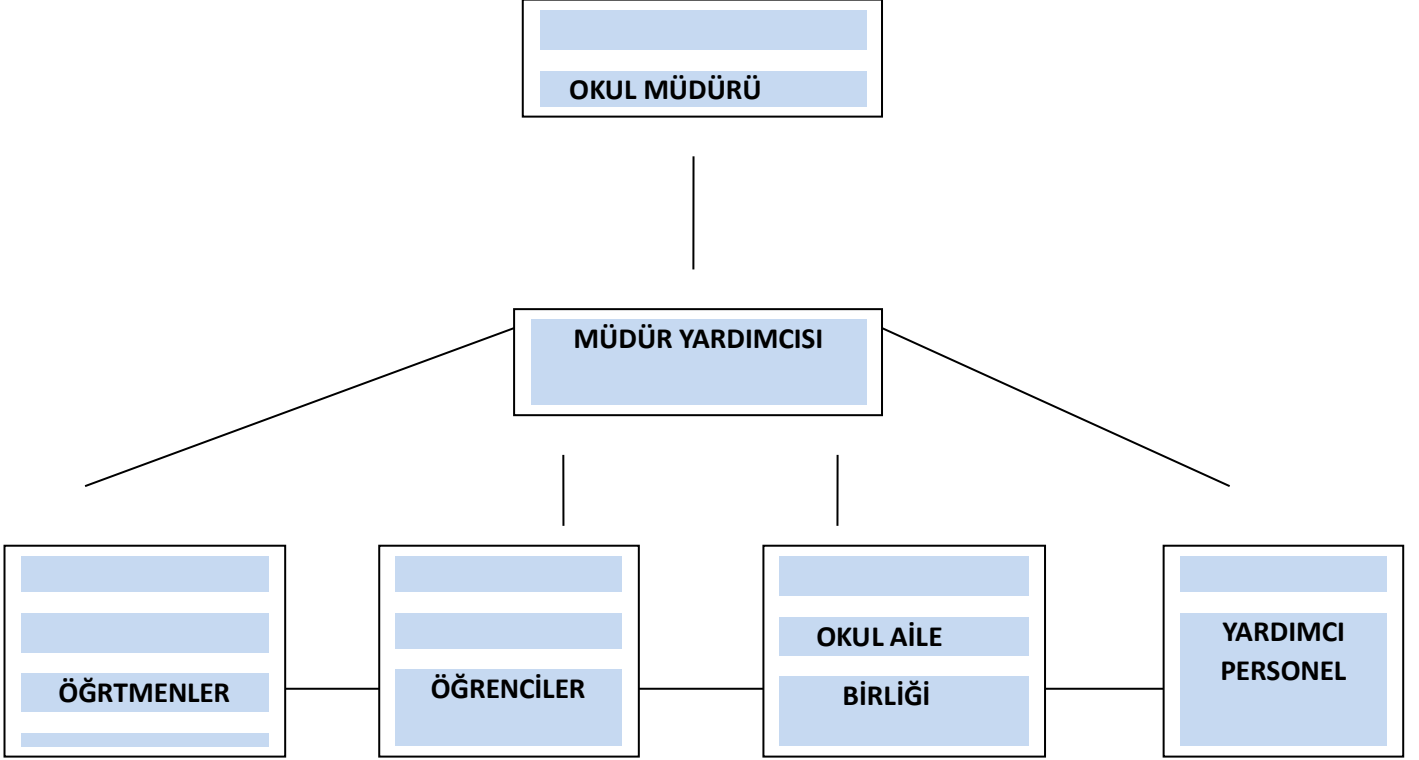 OKUL MÜDÜRÜ
MÜDÜR YARDIMCISI
ÖĞRTMENLER
ÖĞRENCİLER
OKUL AİLE
BİRLİĞİ
YARDIMCI
PERSONEL